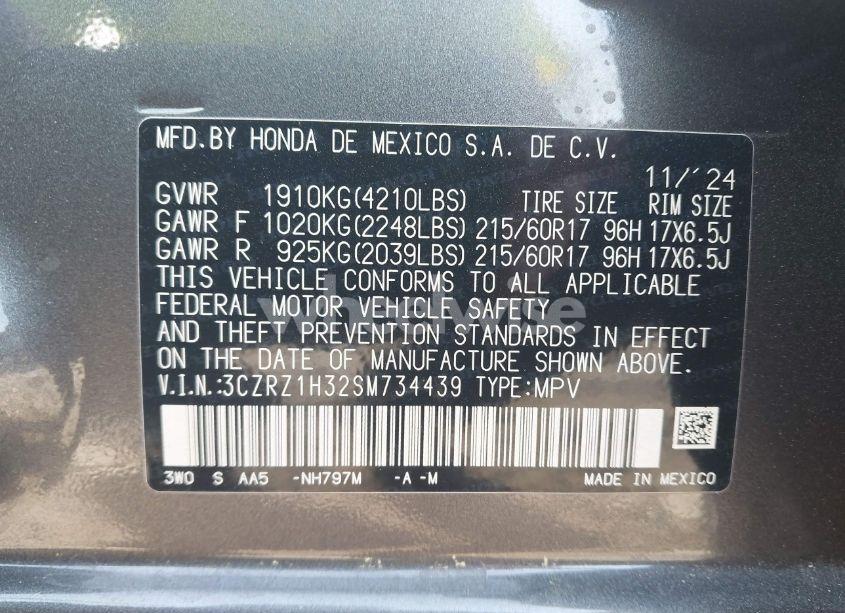 MFD.BY HONDA DE MEXICO S.A. DE C.V.
11/´24
GVWR 1910KG(4210LBS) TIRE SIZE RIM SIZE
GAWR F 1020KG(2248LBS) 215/60R17 96H 17X6.5J
GAWR R 925KG(2039LBS) 215/60R17 96H 17X6.5J
THIS VEHICLE CONFORMS TO ALL APPLICABLE
FEDERAL MOTOR VEHICLE SAFETY
AND THEFT PREVENTION STANDARDS IN EFFECT
ON THE DATE OF MANUFACTURE SHOWN ABOVE.
V.I.N.:3CZRZ1H32SM734439 TYPE:MPV
3W0 S AA5 -NH797M -A -M MADE IN MEXICO
wheelwise